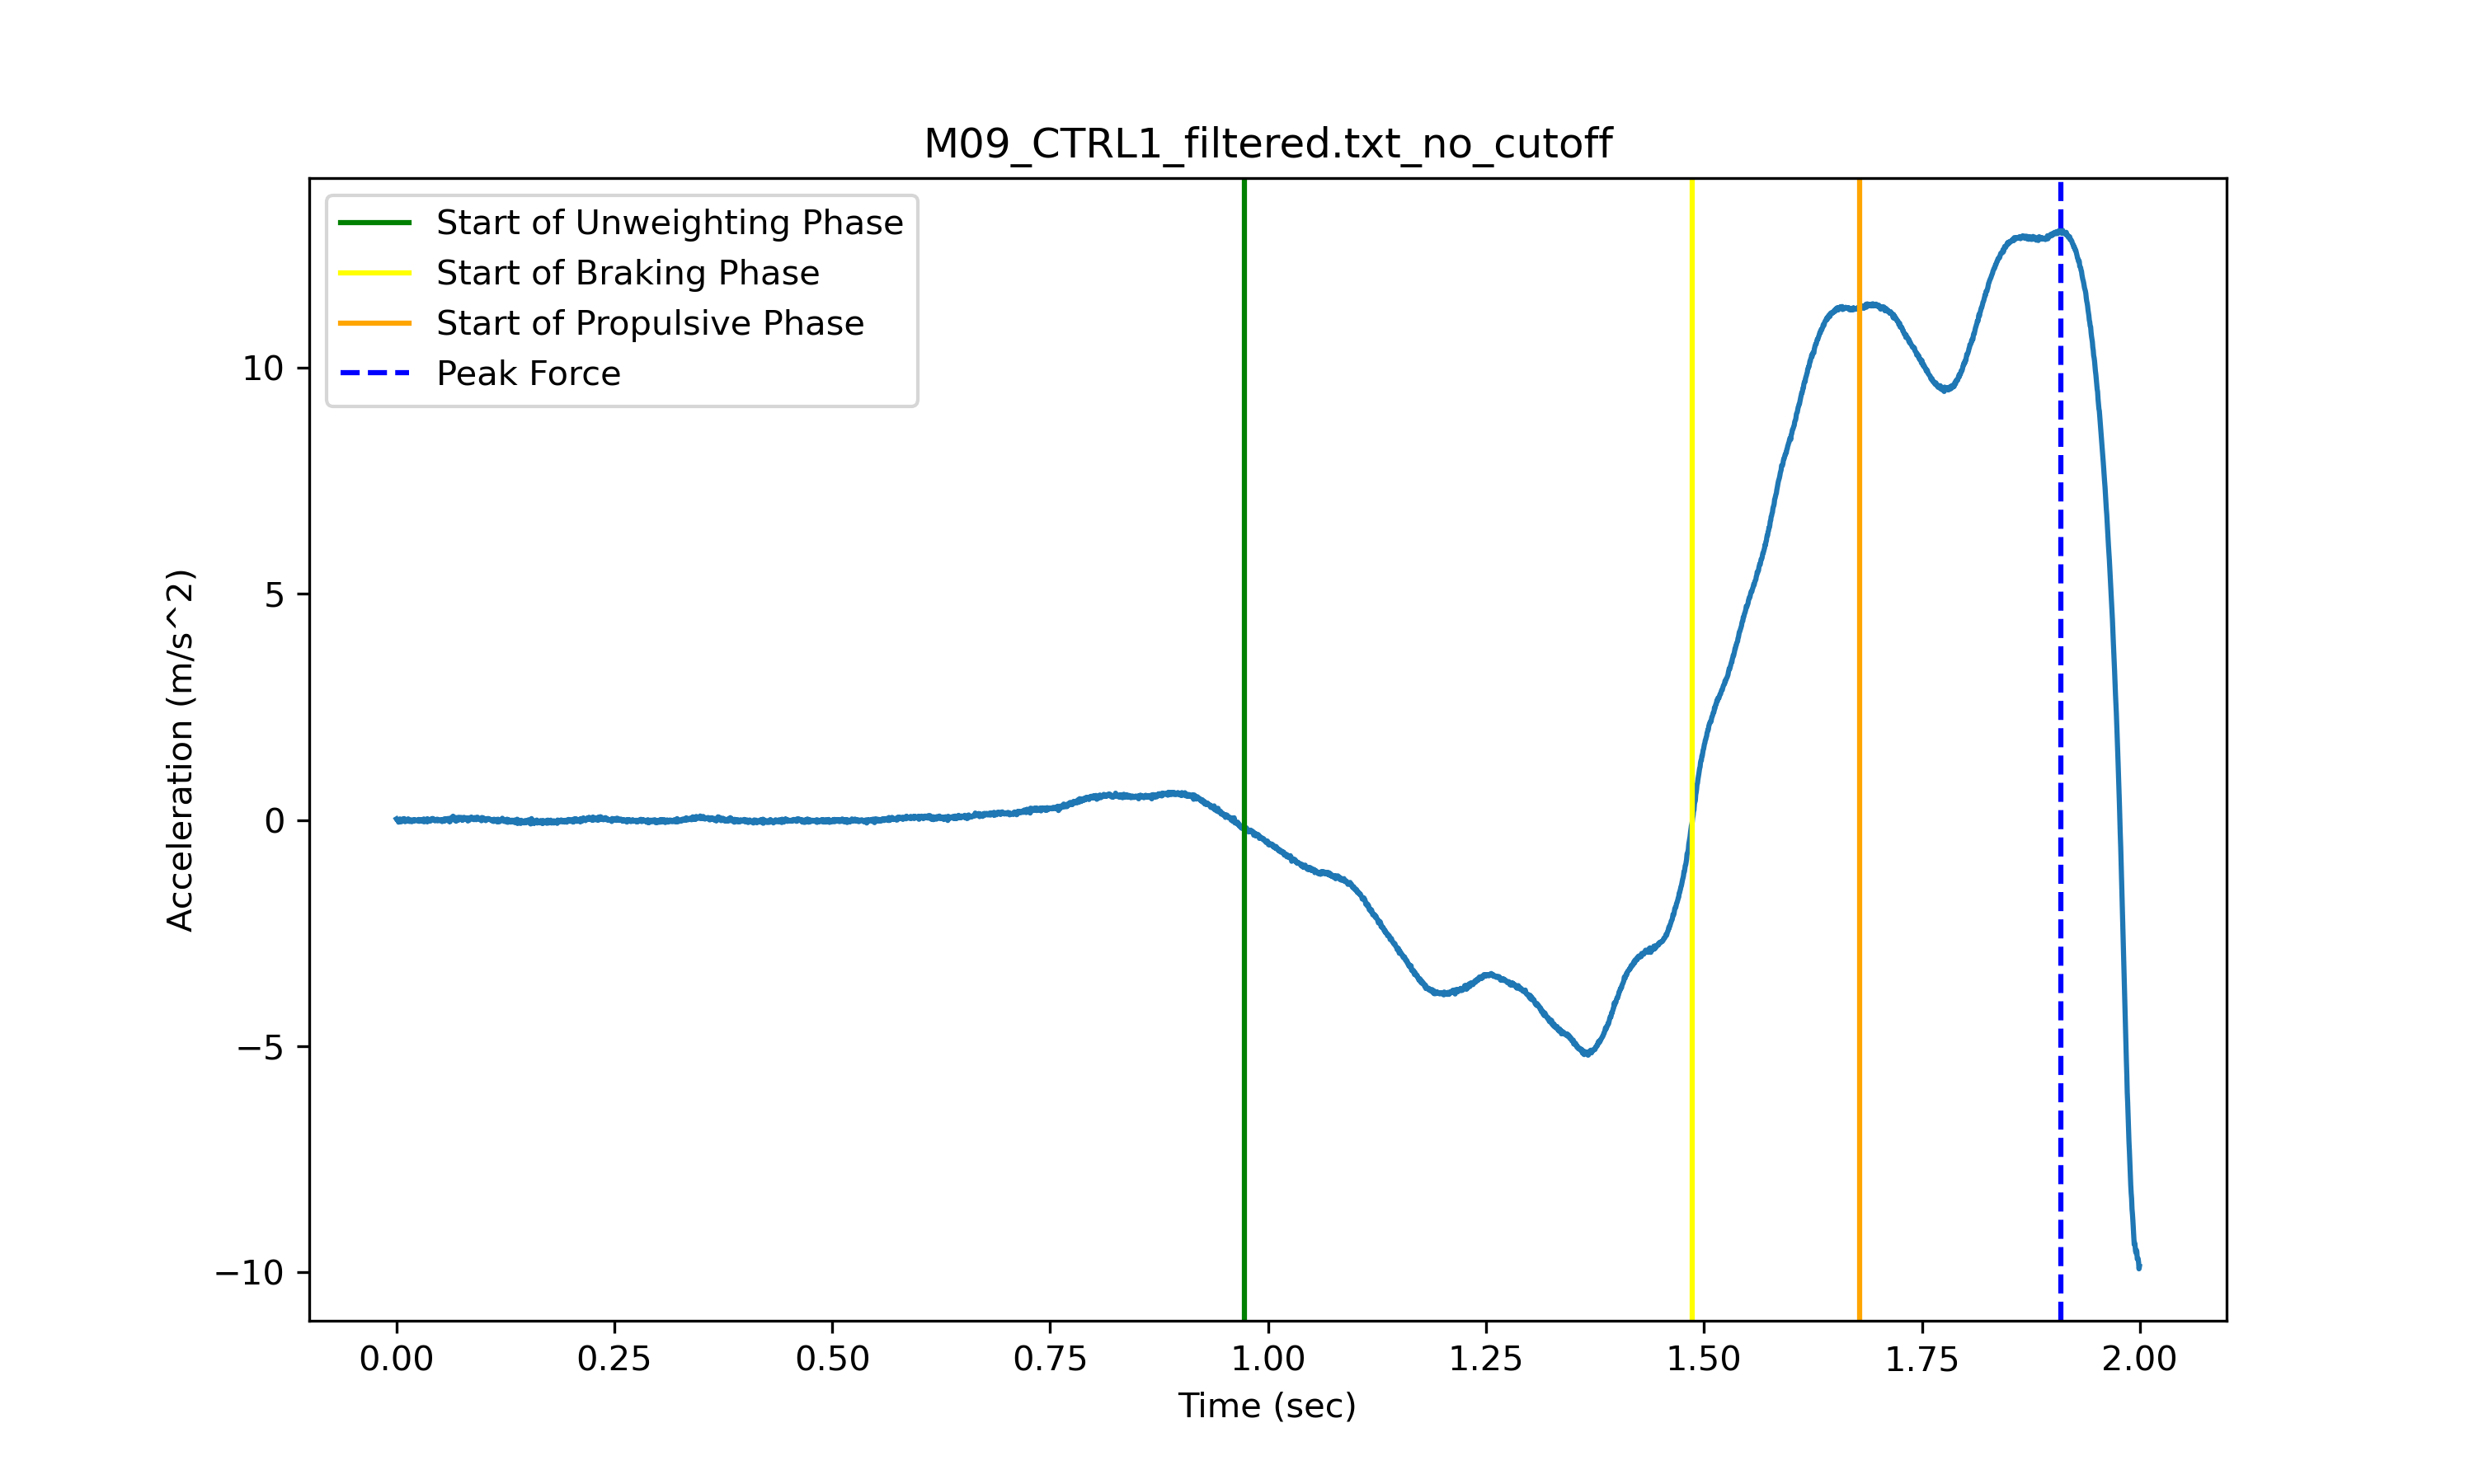 M09_CTRL1_filtered.txt_no_cutoff
Start of Unweighting Phase
Start of Braking Phase
Start of Propulsive Phase
Peak Force
10
5
0
−5
−10
Acceleration (m/s^2)
0.00 0.25 0.50 0.75 1.00 1.25 1.50 1.75 2.00
Time (sec)